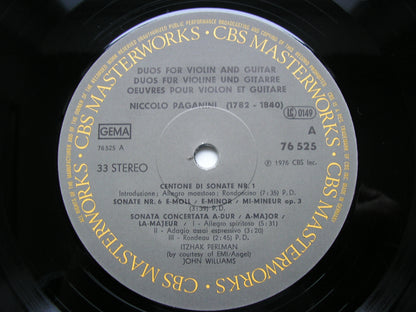 CBS MASTERWORKS · CBS MASTERWORKS · CBS MASTERWORKS ·
DUOS FOR VIOLIN AND GUITAR
DUOS FÜR VIOLINE UND GITARRE
OEUVRES POUR VIOLON ET GUITARE
NICCOLO PAGANINI (1782 - 1840)
GEMA
LC 0149
76525 A
A
76 525
33 STEREO
℗ 1976 CBS Inc.
CENTONE DI SONATE NR. 1
Introduzione; Allegro maestoso; Rondoncino (7:35) P.D.
SONATE NR. 6 E-MOLL / E-MINOR / MI-MINEUR op. 3
(3:39) P.D.
SONATA CONCERTATA A-DUR / A-MAJOR /
LA-MAJEUR / I - Allegro spiritoso (5:31)
II - Adagio assai espressivo (3:20)
III - Rondeau (2:45) P.D.
ITZHAK PERLMAN
(by courtesy of EMI/Angel)
JOHN WILLIAMS